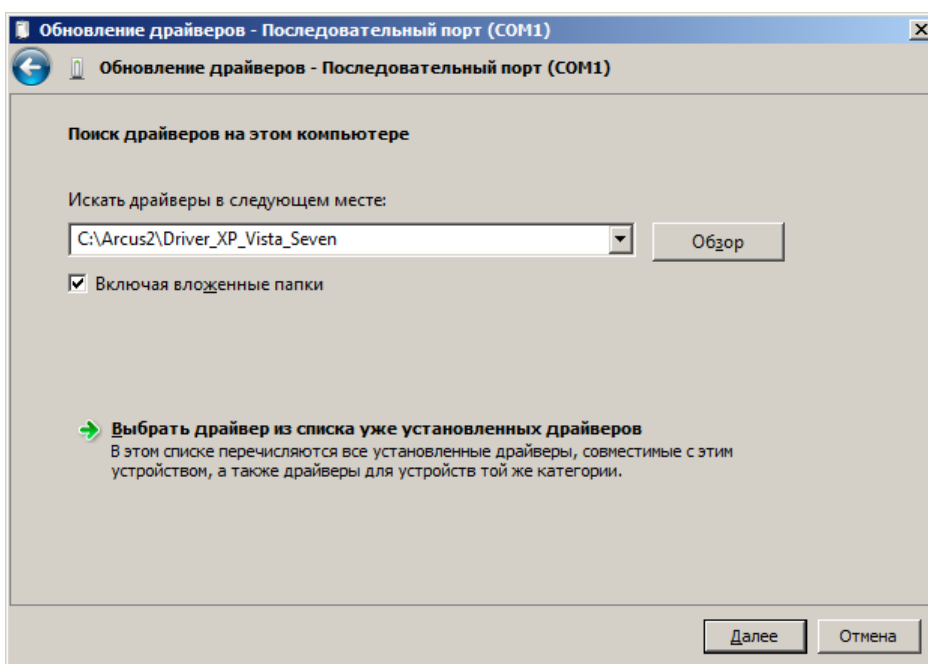 Обновление драйверов - Последовательный порт (COM1)
Обновление драйверов - Последовательный порт (COM1)
Поиск драйверов на этом компьютере
Искать драйверы в следующем месте:
C:\Arcus2\Driver_XP_Vista_Seven
Обзор
Включая вложенные папки
Выбрать драйвер из списка уже установленных драйверов
В этом списке перечисляются все установленные драйверы, совместимые с этим
устройством, а также драйверы для устройств той же категории.
Далее
Отмена